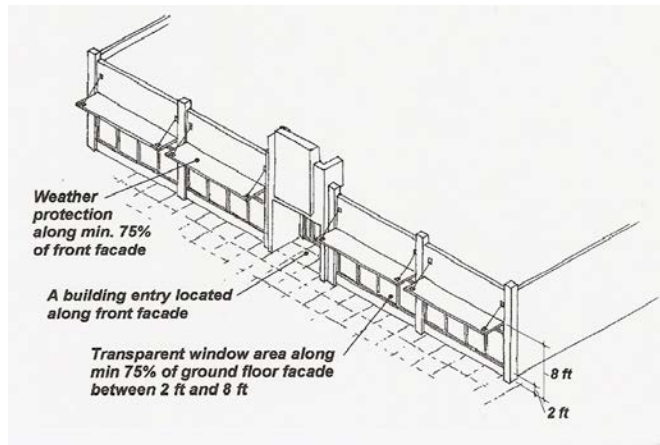 Weather
protection
along min. 75%
of front facade
A building entry located
along front facade
Transparent window area along
min 75% of ground floor facade
between 2 ft and 8 ft
8 ft
2 ft